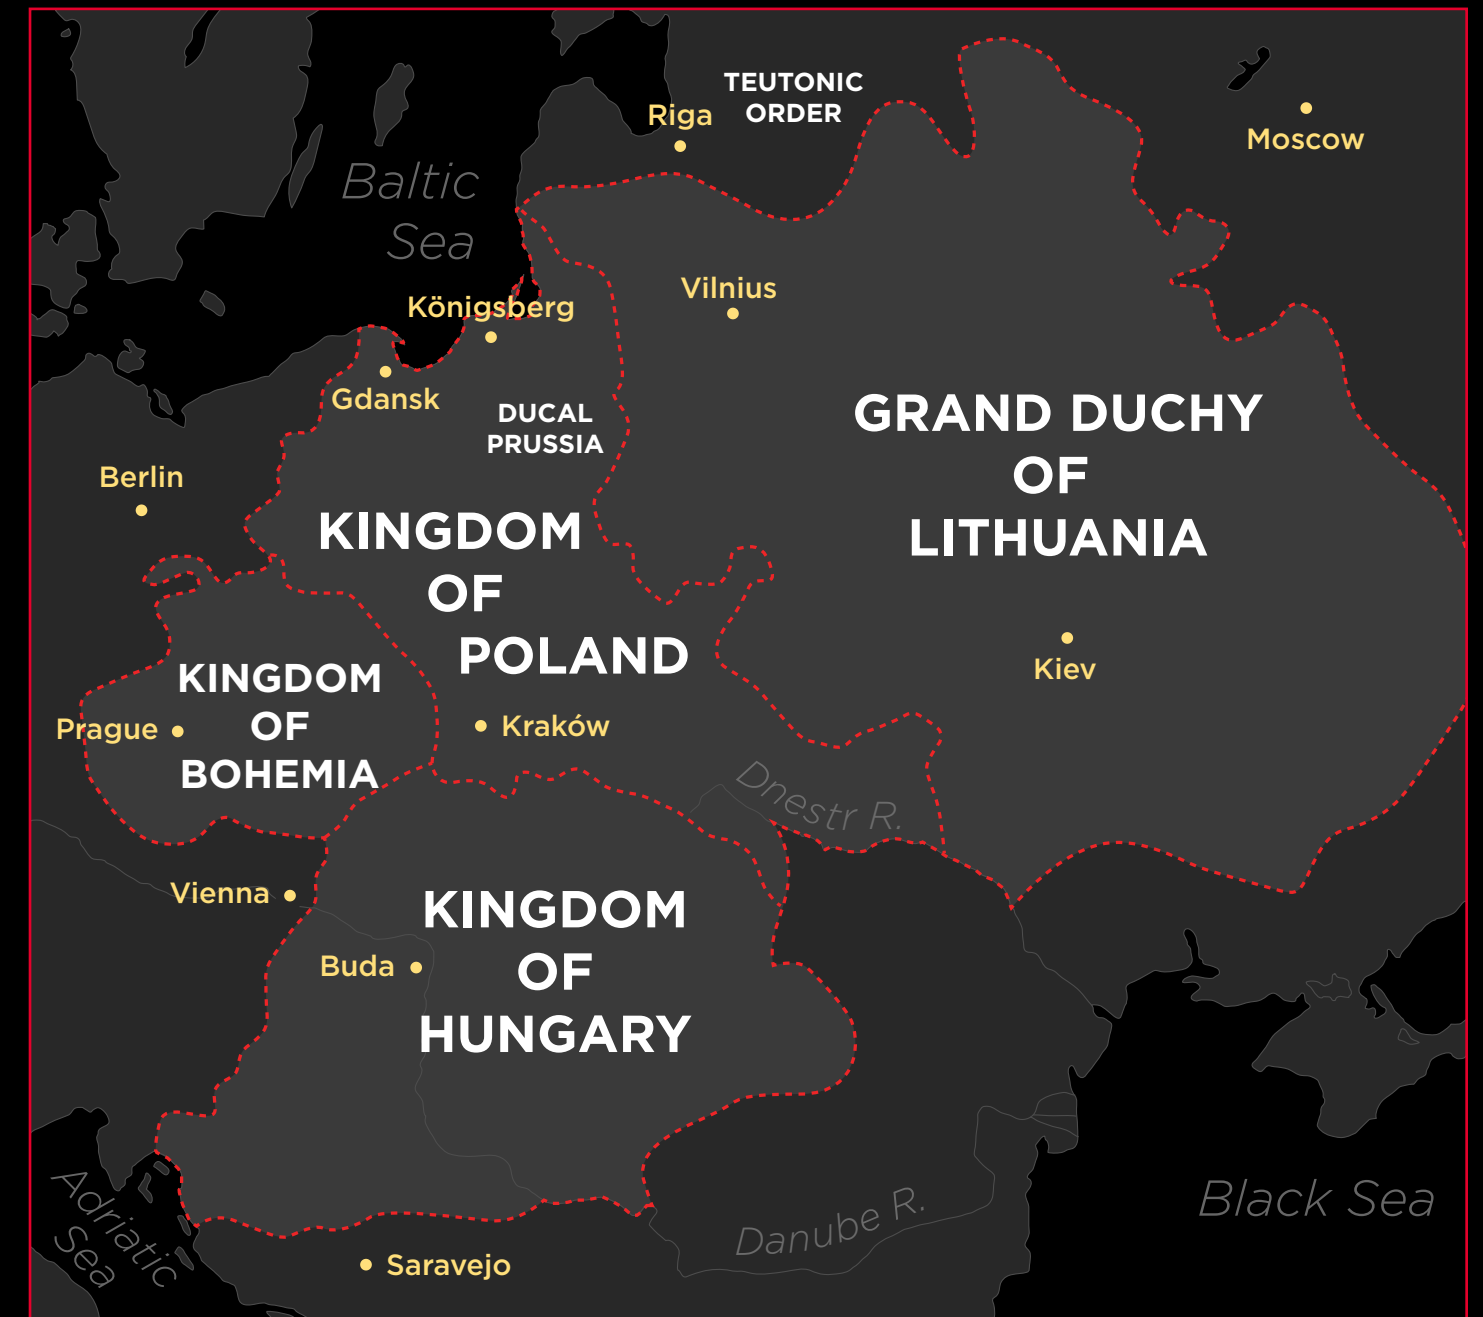 TEUTONIC
ORDER
Riga
Moscow
Baltic
Sea
Vilnius
Königsberg
Gdansk
DUCAL
PRUSSIA
GRAND DUCHY
OF
LITHUANIA
Berlin
KINGDOM
OF
POLAND
Kiev
KINGDOM
OF
BOHEMIA
Prague
Kraków
Dnestr R.
Vienna
KINGDOM
OF
HUNGARY
Buda
Adriatic
Sea
Danube R.
Black Sea
Saravejo